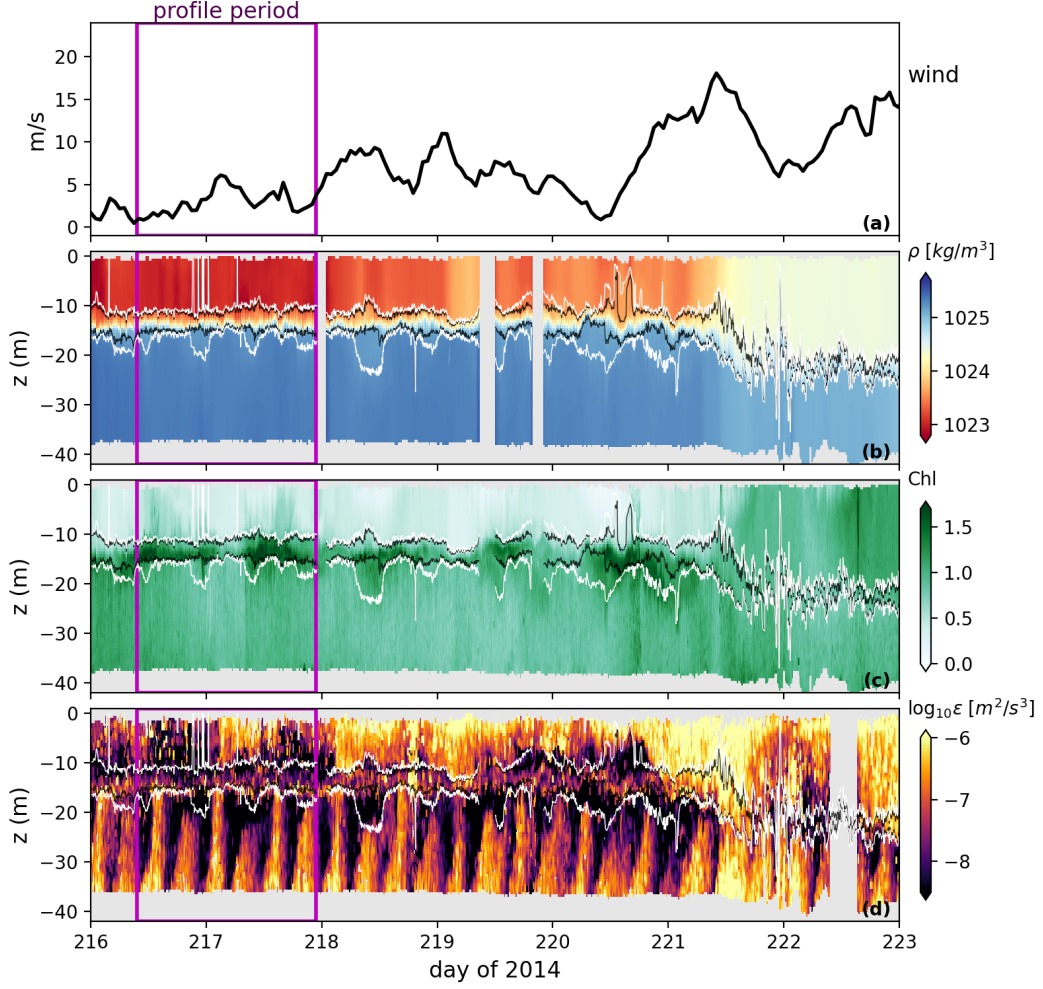 profile period
20
15
10
5
0
m/s
wind
(a)
0
−10
−20
−30
−40
z (m)
(b)
ρ [kg/m³]
1025
1024
1023
0
−10
−20
−30
−40
z (m)
(c)
Chl
1.5
1.0
0.5
0.0
0
−10
−20
−30
−40
z (m)
(d)
log₁₀ε [m²/s³]
−6
−7
−8
216 217 218 219 220 221 222 223
day of 2014